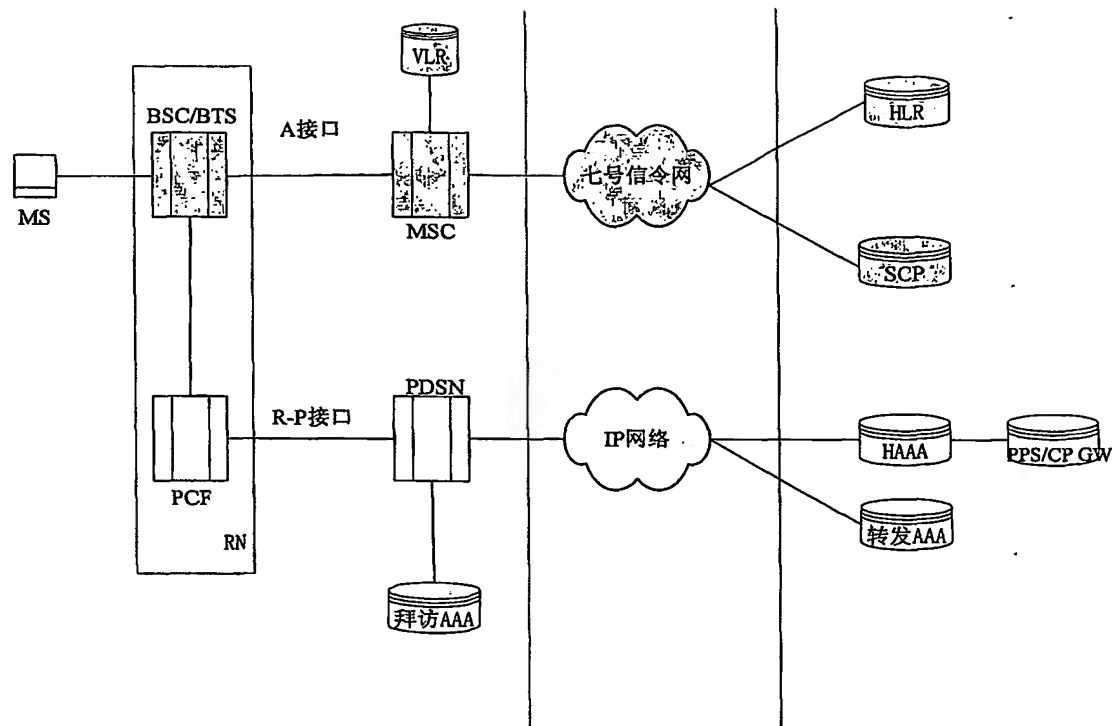 VLR
BSC/BTS
A接口
HLR
七号信令网
MS
MSC
SCP
PDSN
R-P接口
IP网络
HAAA
PPS/CP GW
PCF
转发AAA
RN
拜访AAA